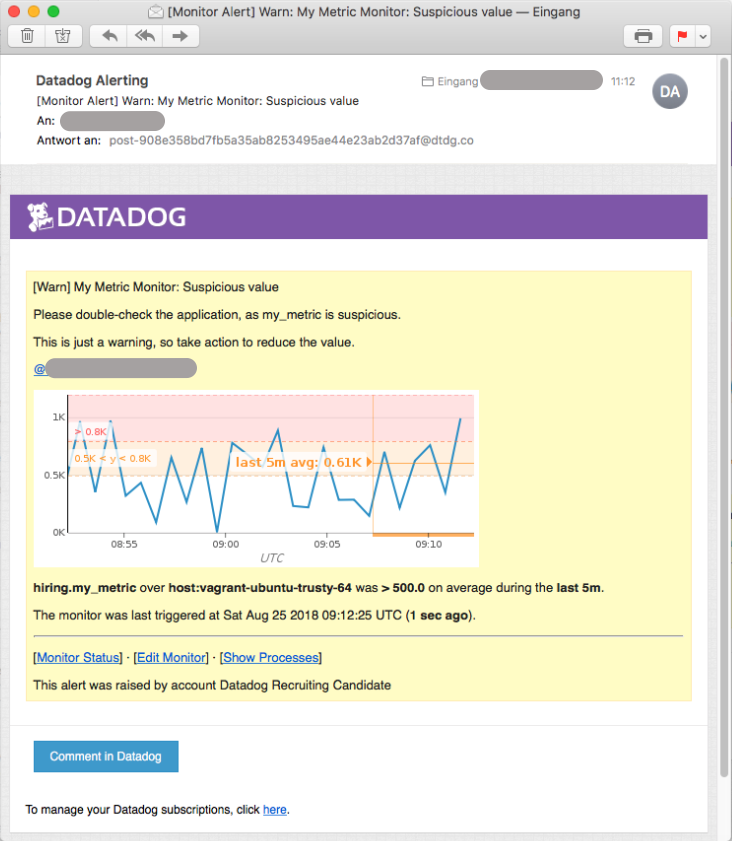 [Monitor Alert] Warn: My Metric Monitor: Suspicious value — Eingang
Datadog Alerting
Eingang
11:12
DA
[Monitor Alert] Warn: My Metric Monitor: Suspicious value
An:
Antwort an: post-908e358bd7fb5a35ab8253495ae44e23ab2d37af@dtdg.co
DATADOG
[Warn] My Metric Monitor: Suspicious value
Please double-check the application, as my_metric is suspicious.
This is just a warning, so take action to reduce the value.
@
1K
> 0.8K
0.5K < y < 0.8K
last 5m avg: 0.61K
0.5K
0K
08:55 09:00 09:05 09:10
UTC
hiring.my_metric over host:vagrant-ubuntu-trusty-64 was > 500.0 on average during the last 5m.
The monitor was last triggered at Sat Aug 25 2018 09:12:25 UTC (1 sec ago).
[Monitor Status] · [Edit Monitor] · [Show Processes]
This alert was raised by account Datadog Recruiting Candidate
Comment in Datadog
To manage your Datadog subscriptions, click here.